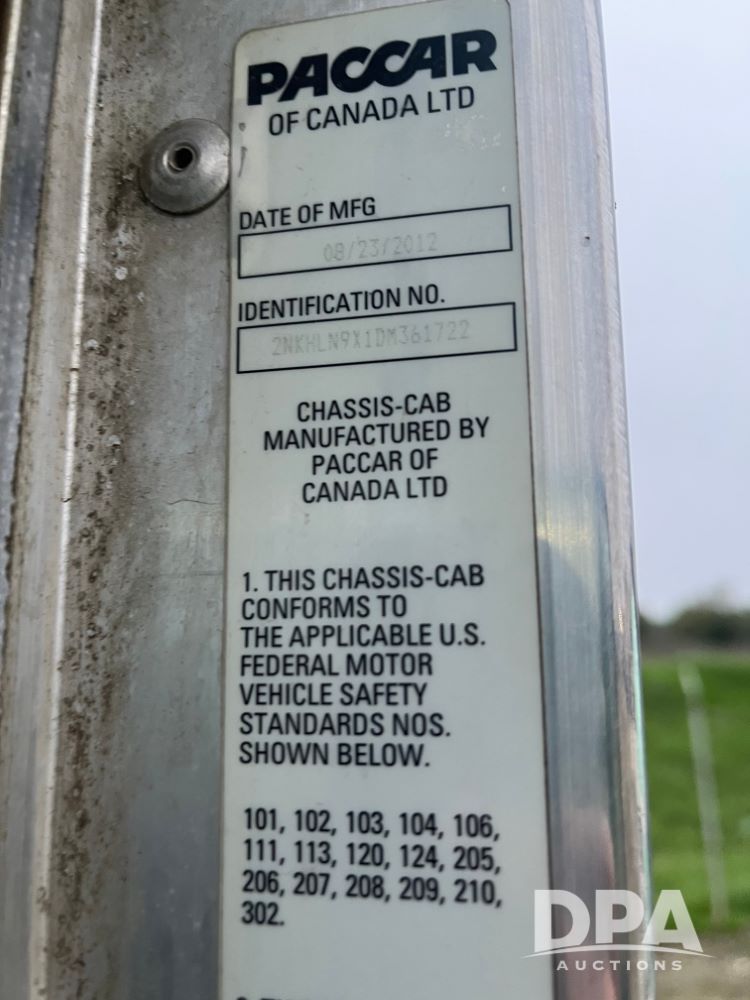 PACCAR
OF CANADA LTD
DATE OF MFG
08/23/2012
IDENTIFICATION NO.
2NKHLN9X1DM361722
CHASSIS-CAB
MANUFACTURED BY
PACCAR OF
CANADA LTD
1. THIS CHASSIS-CAB
CONFORMS TO
THE APPLICABLE U.S.
FEDERAL MOTOR
VEHICLE SAFETY
STANDARDS NOS.
SHOWN BELOW.
101, 102, 103, 104, 106,
111, 113, 120, 124, 205,
206, 207, 208, 209, 210,
302.
DPA
AUCTIONS